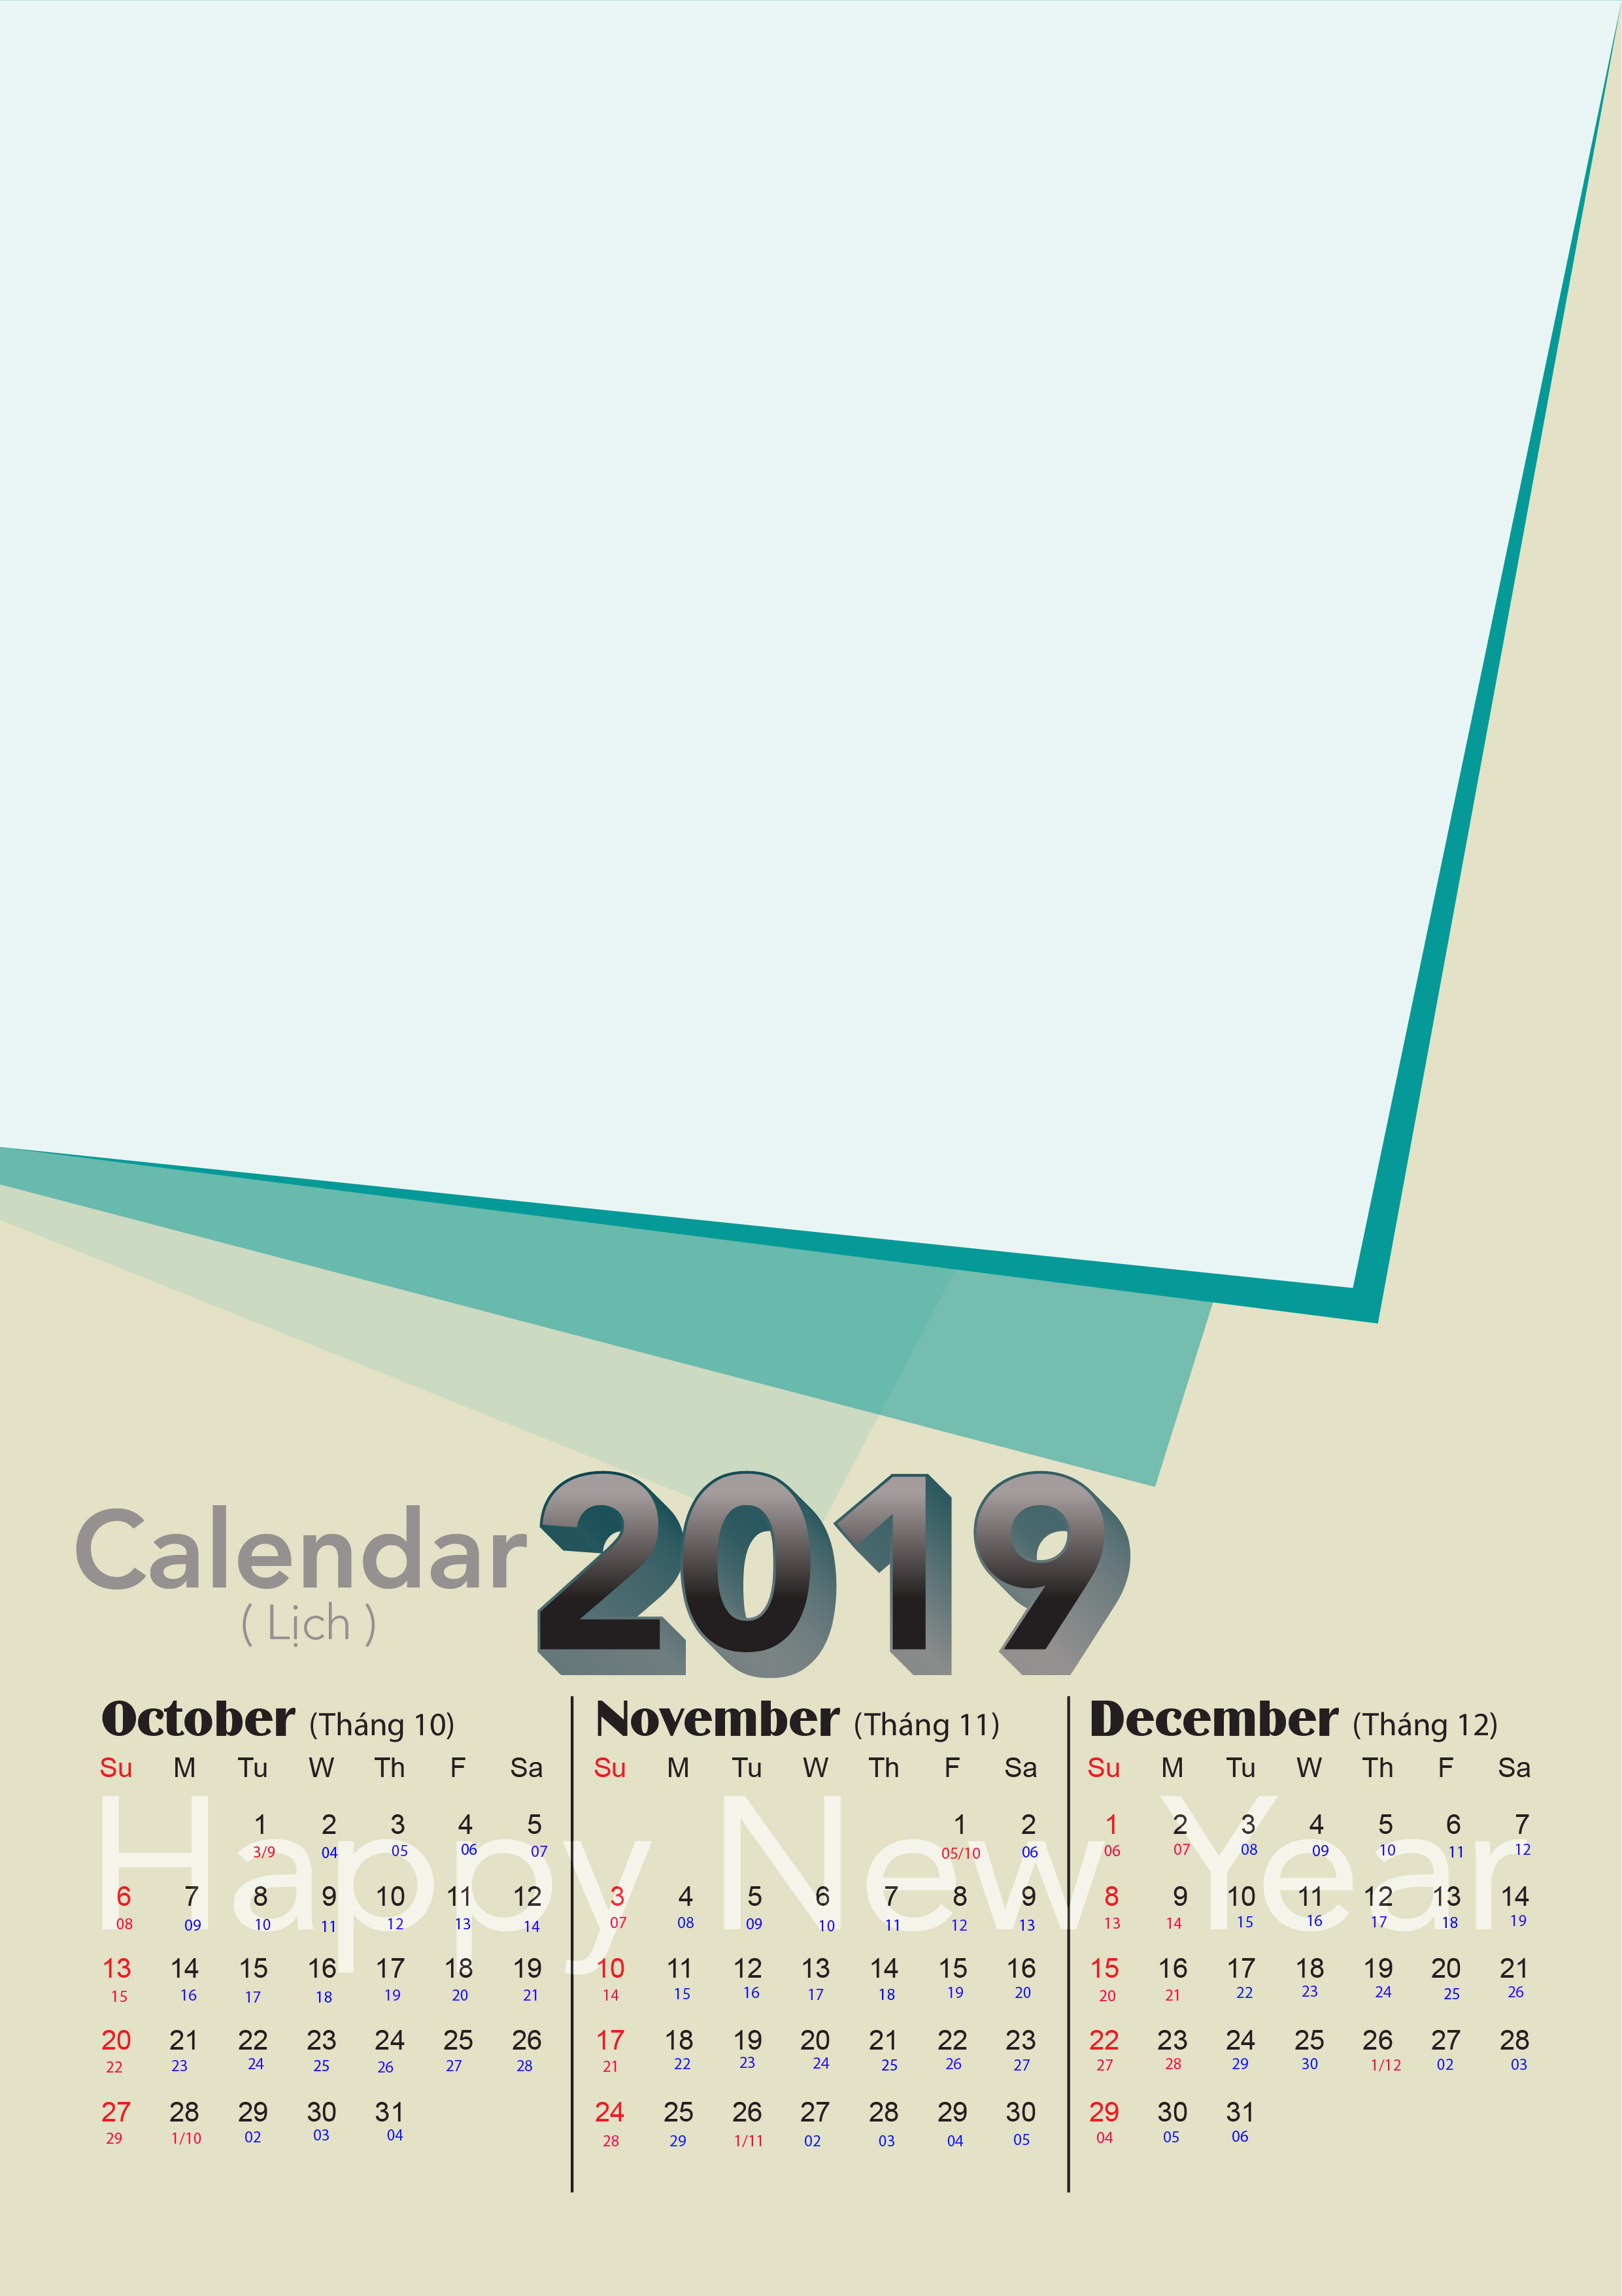 Calendar 2019
( Lịch )
October (Tháng 10)
Su M Tu W Th F Sa
1 2 3 4 5
3/9 04 05 06 07
6 7 8 9 10 11 12
08 09 10 11 12 13 14
13 14 15 16 17 18 19
15 16 17 18 19 20 21
20 21 22 23 24 25 26
22 23 24 25 26 27 28
27 28 29 30 31
29 1/10 02 03 04
November (Tháng 11)
Su M Tu W Th F Sa
1 2
05/10 06
3 4 5 6 7 8 9
07 08 09 10 11 12 13
10 11 12 13 14 15 16
14 15 16 17 18 19 20
17 18 19 20 21 22 23
21 22 23 24 25 26 27
24 25 26 27 28 29 30
28 29 1/11 02 03 04 05
December (Tháng 12)
Su M Tu W Th F Sa
1 2 3 4 5 6 7
06 07 08 09 10 11 12
8 9 10 11 12 13 14
13 14 15 16 17 18 19
15 16 17 18 19 20 21
20 21 22 23 24 25 26
22 23 24 25 26 27 28
27 28 29 30 1/12 02 03
29 30 31
04 05 06
Happy New Year